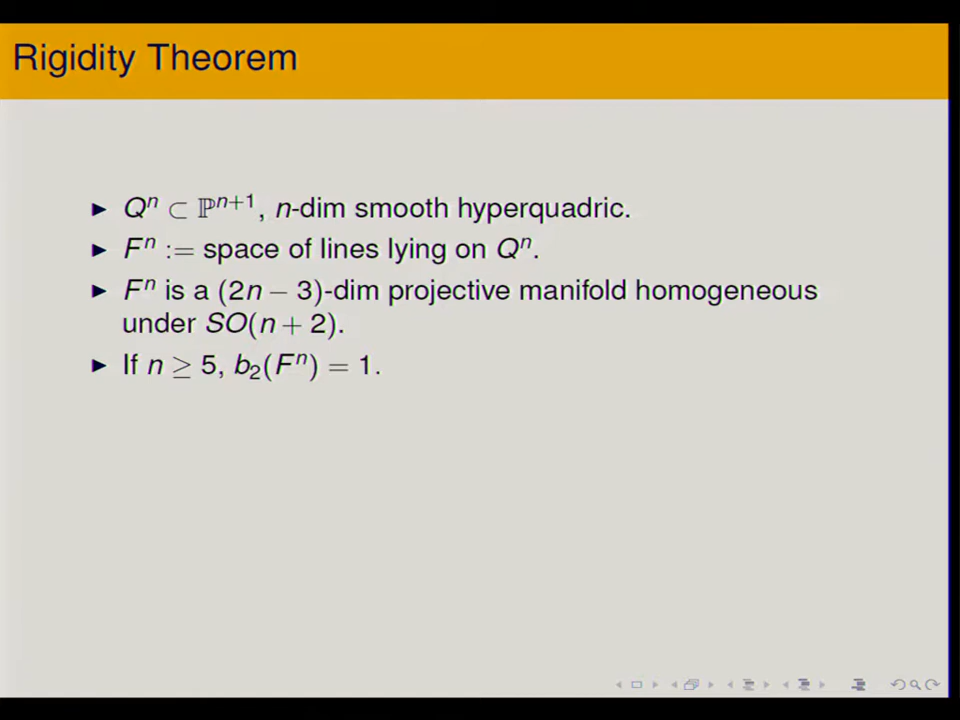 Rigidity Theorem
▶ Qⁿ ⊂ ℙⁿ⁺¹, n-dim smooth hyperquadric.
▶ Fⁿ := space of lines lying on Qⁿ.
▶ Fⁿ is a (2n − 3)-dim projective manifold homogeneous
under SO(n + 2).
▶ If n ≥ 5, b₂(Fⁿ) = 1.